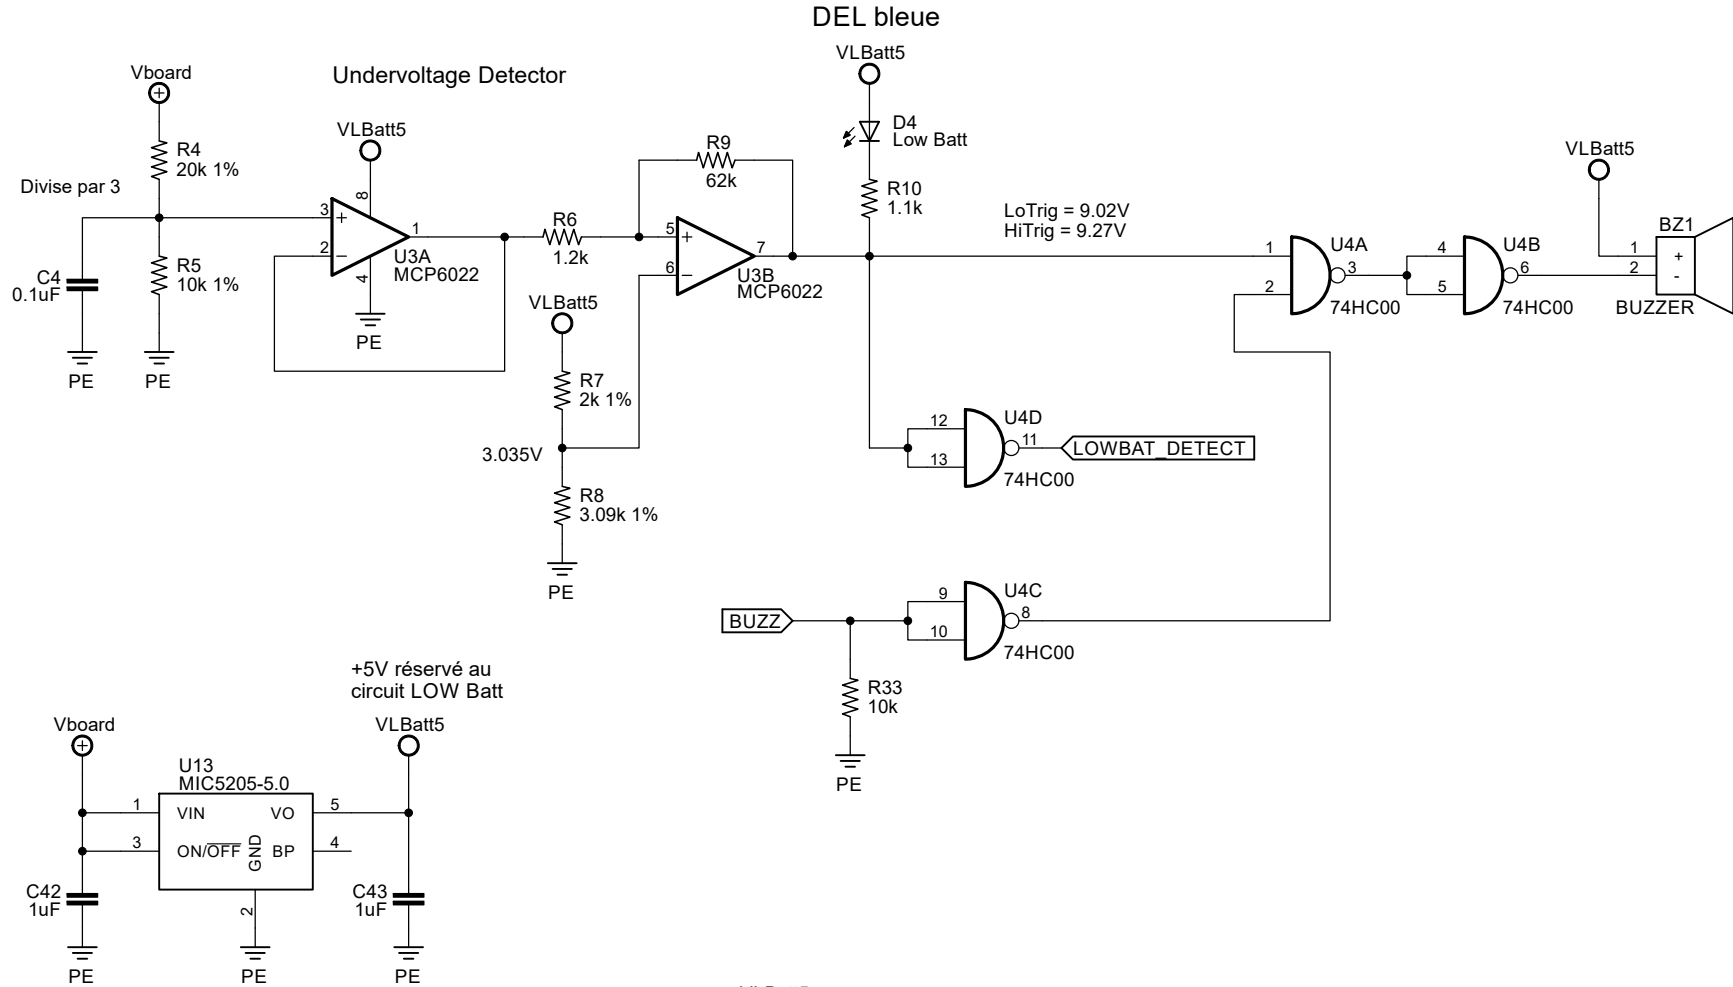 DEL bleue
Undervoltage Detector
Vboard
R4
20k 1%
Divise par 3
C4
0.1uF
PE
R5
10k 1%
PE
VLBatt5
8
3
+
2
-
1
4
U3A
MCP6022
PE
R6
1.2k
R9
62k
5
+
6
-
7
U3B
MCP6022
VLBatt5
R7
2k 1%
3.035V
R8
3.09k 1%
PE
VLBatt5
D4
Low Batt
R10
1.1k
LoTrig = 9.02V
HiTrig = 9.27V
1
2
U4A
3
74HC00
4
5
U4B
6
74HC00
VLBatt5
BZ1
1
+
2
-
BUZZER
12
13
U4D
11
74HC00
LOWBAT_DETECT
BUZZ
9
10
U4C
8
74HC00
R33
10k
PE
+5V réservé au
circuit LOW Batt
Vboard
VLBatt5
U13
MIC5205-5.0
1
VIN
VO
5
3
ON/OFF
GND
BP
4
2
C42
1uF
PE
PE
C43
1uF
PE